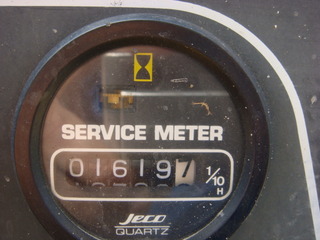 SERVICE METER
016197 1/10 H
Jeco
QUARTZ